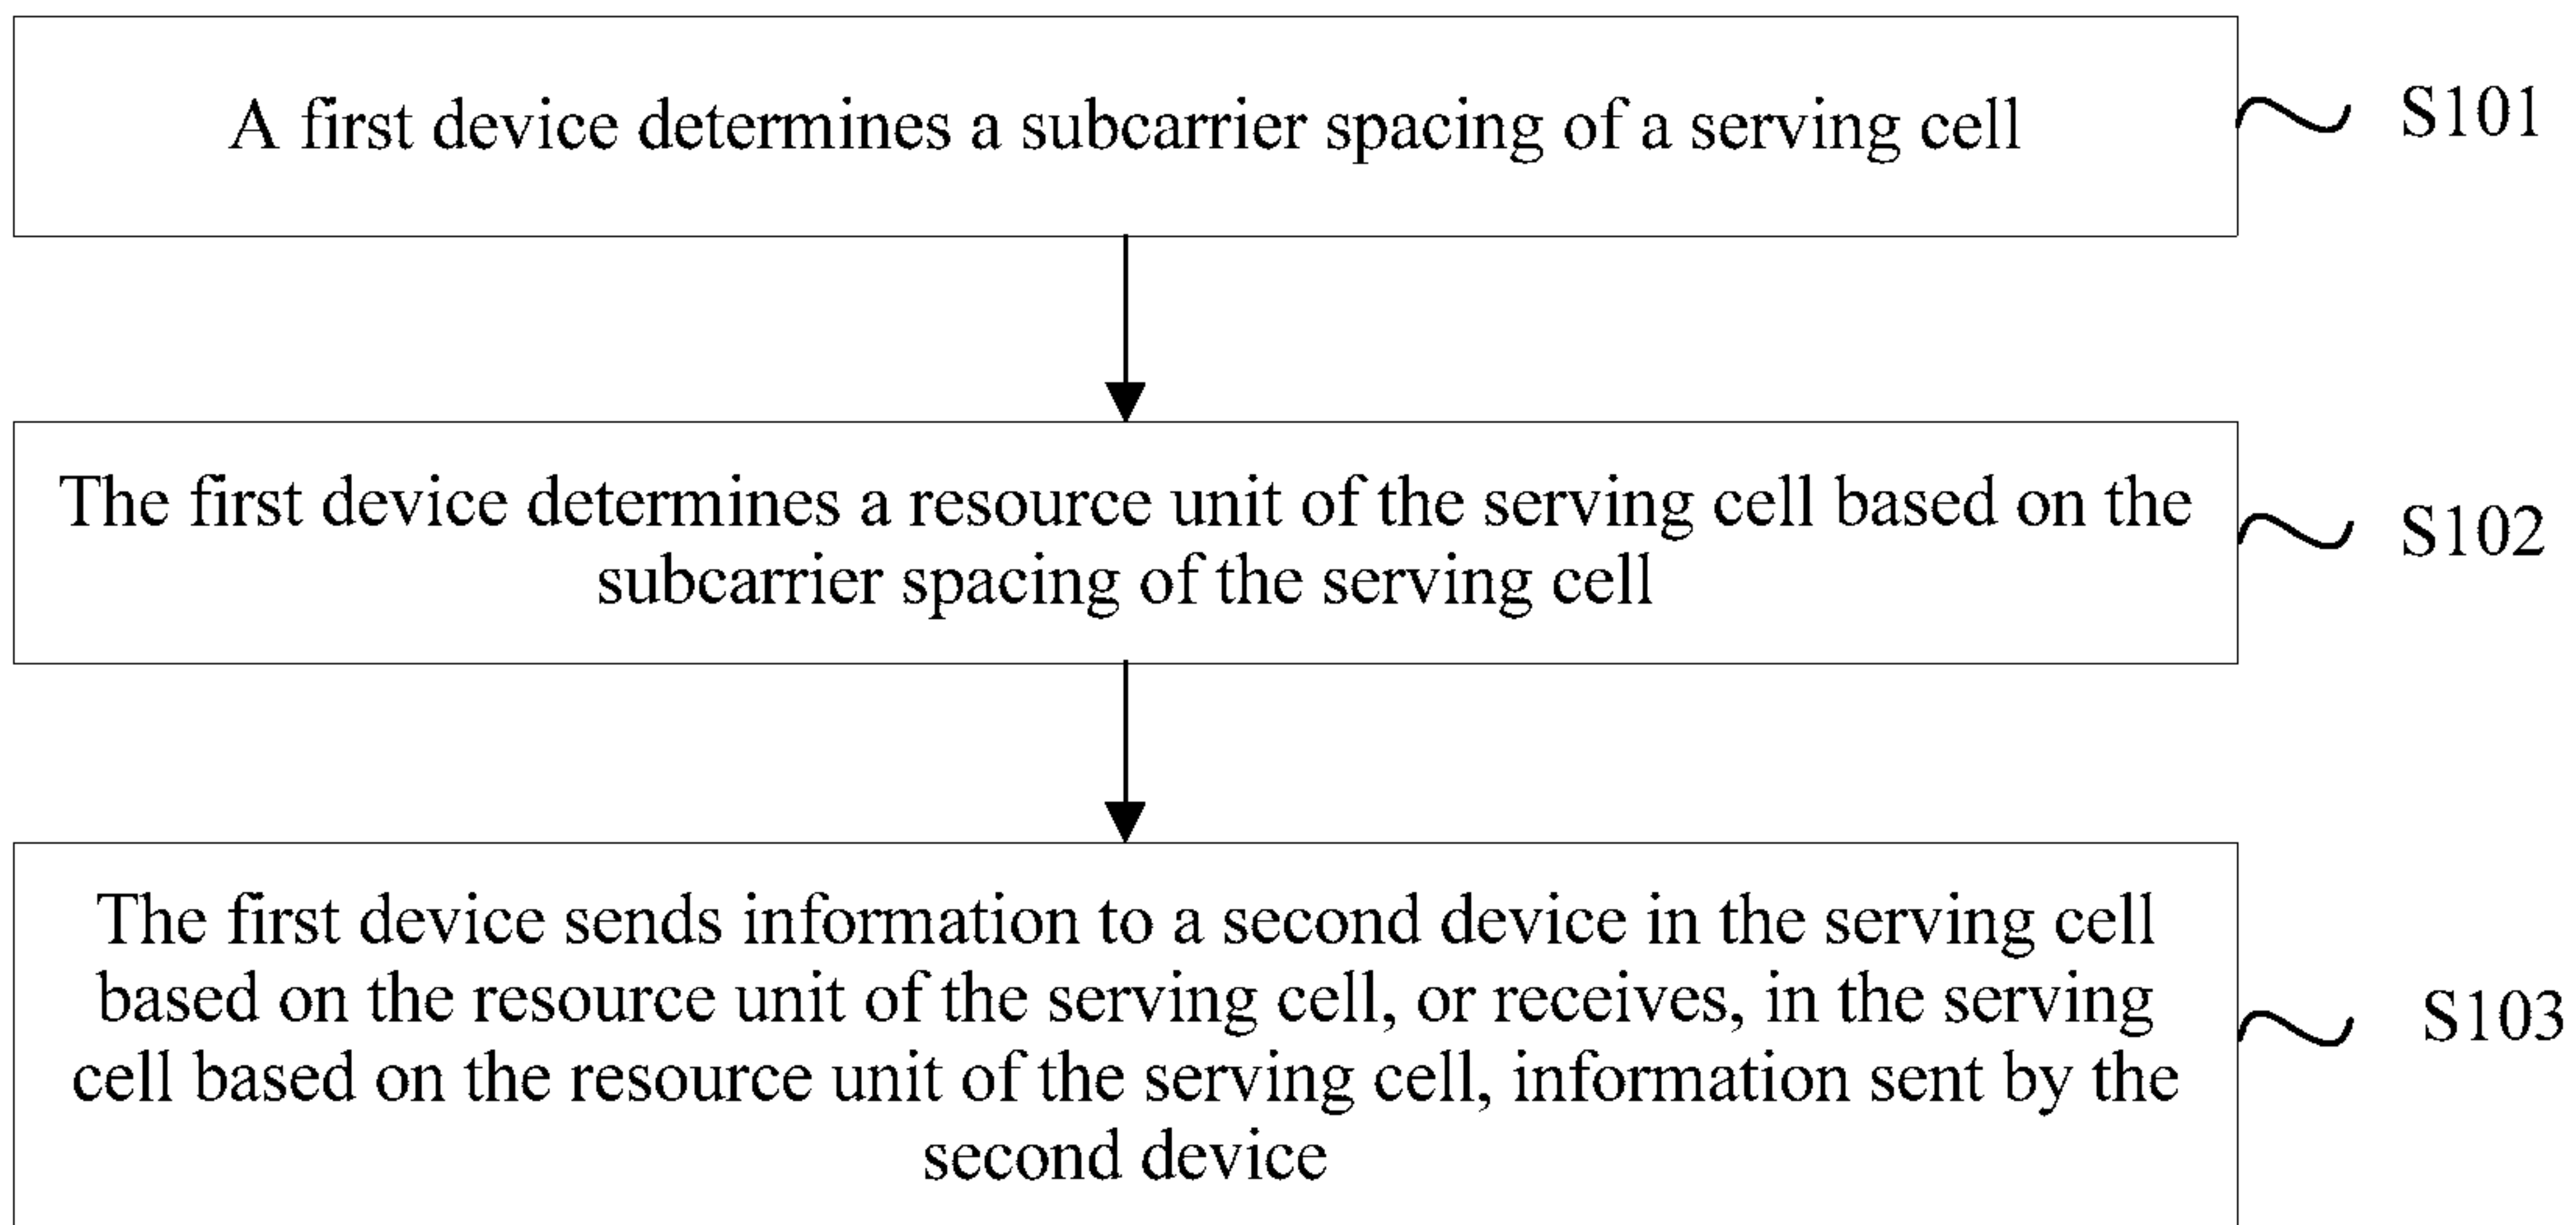 A first device determines a subcarrier spacing of a serving cell
S101
The first device determines a resource unit of the serving cell based on the
subcarrier spacing of the serving cell
S102
The first device sends information to a second device in the serving cell
based on the resource unit of the serving cell, or receives, in the serving
cell based on the resource unit of the serving cell, information sent by the
second device
S103